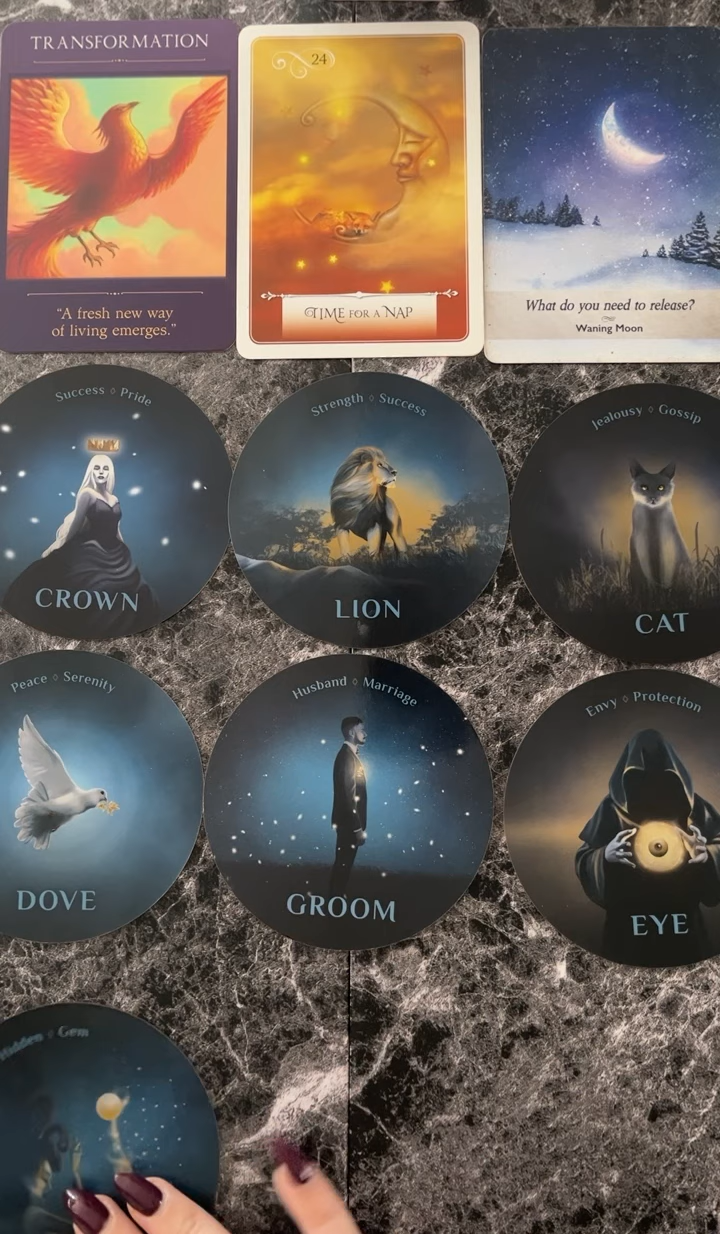 TRANSFORMATION
"A fresh new way
of living emerges."
24
TIME FOR A NAP
What do you need to release?
Waning Moon
Success ◊ Pride
CROWN
Strength ◊ Success
LION
Jealousy ◊ Gossip
CAT
Peace ◊ Serenity
DOVE
Husband ◊ Marriage
GROOM
Envy ◊ Protection
EYE
Hidden ◊ Gem